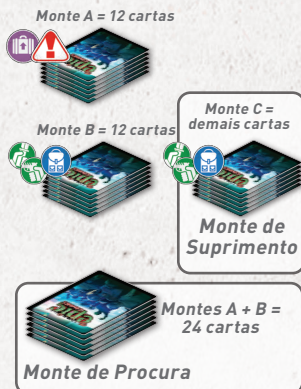 Monte A = 12 cartas
Monte B = 12 cartas
Monte C =
demais cartas
Monte de
Suprimento
Montes A + B =
24 cartas
Monte de Procura